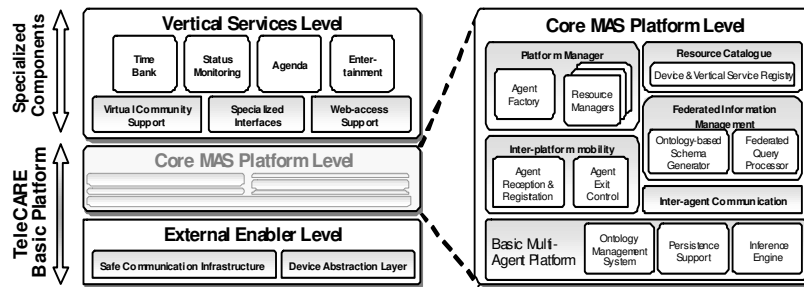 Specialized
Components
TeleCARE
Basic Platform
Vertical Services Level
Time
Bank
Status
Monitoring
Agenda
Enter-
tainment
Virtual Community
Support
Specialized
Interfaces
Web-access
Support
Core MAS Platform Level
External Enabler Level
Safe Communication Infrastructure
Device Abstraction Layer
Core MAS Platform Level
Platform Manager
Agent
Factory
Resource
Managers
Resource Catalogue
Device & Vertical Service Registry
Federated Information
Management
Ontology-based
Schema
Generator
Federated
Query
Processor
Inter-platform mobility
Agent
Reception &
Registation
Agent
Exit
Control
Inter-agent Communication
Basic Multi-
Agent Platform
Ontology
Management
System
Persistence
Support
Inference
Engine